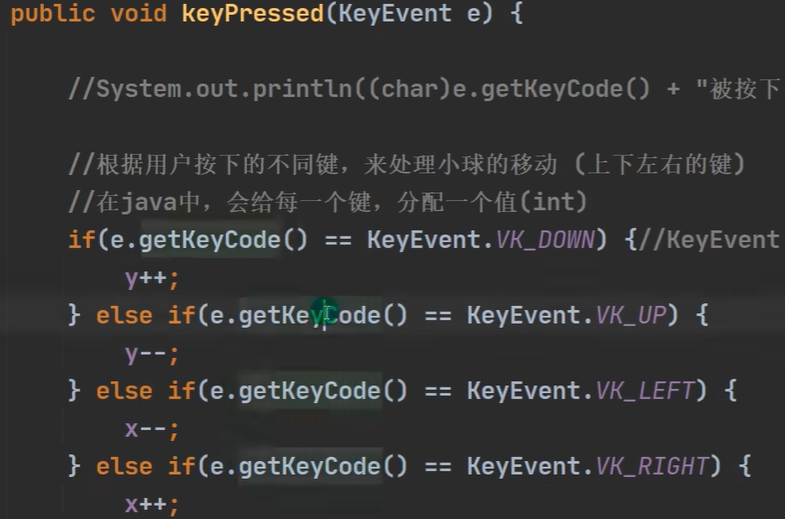 public void keyPressed(KeyEvent e) {
//System.out.println((char)e.getKeyCode() + "被按下
//根据用户按下的不同键，来处理小球的移动 (上下左右的键)
//在java中，会给每一个键，分配一个值(int)
if(e.getKeyCode() == KeyEvent.VK_DOWN) {//KeyEvent
y++;
} else if(e.getKeyCode() == KeyEvent.VK_UP) {
y--;
} else if(e.getKeyCode() == KeyEvent.VK_LEFT) {
x--;
} else if(e.getKeyCode() == KeyEvent.VK_RIGHT) {
x++;